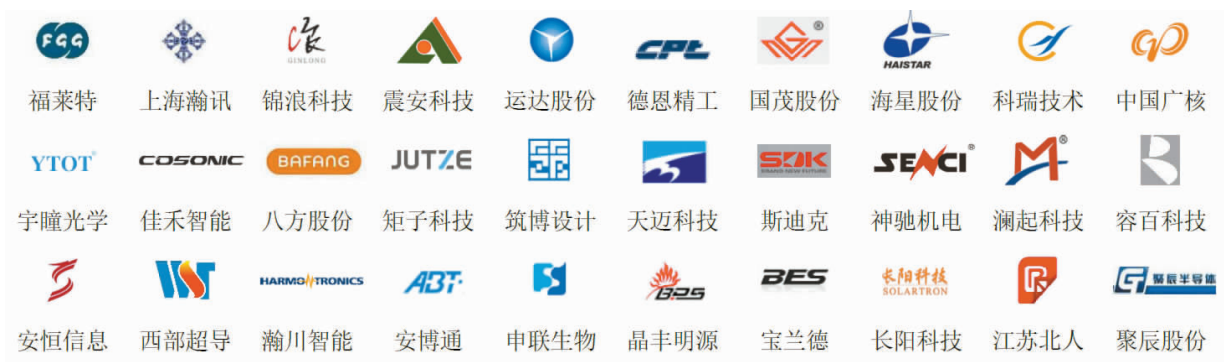 FGG
GINLONG
CPt
®
HAISTAR
福莱特 上海瀚讯 锦浪科技 震安科技 运达股份 德恩精工 国茂股份 海星股份 科瑞技术 中国广核
YTOT®
COSONIC
BAFANG
JUTZE
SDK
BRAND NEW FUTURE
SENCI®
M®
宇瞳光学 佳禾智能 八方股份 矩子科技 筑博设计 天迈科技 斯迪克 神驰机电 澜起科技 容百科技
WST
HARMONTRONICS
ABT
BPS
BES
长阳科技
SOLARTRON
聚辰半导体
安恒信息 西部超导 瀚川智能 安博通 申联生物 晶丰明源 宝兰德 长阳科技 江苏北人 聚辰股份